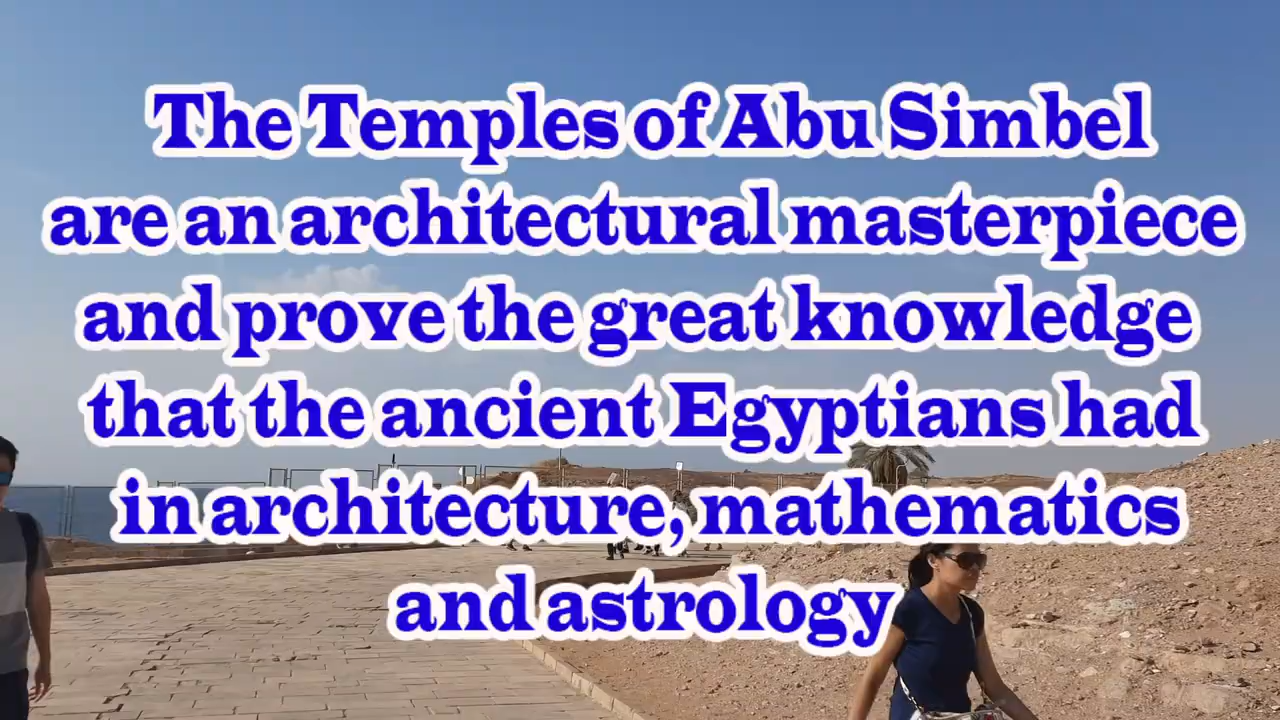 The Temples of Abu Simbel
are an architectural masterpiece
and prove the great knowledge
that the ancient Egyptians had
in architecture, mathematics
and astrology